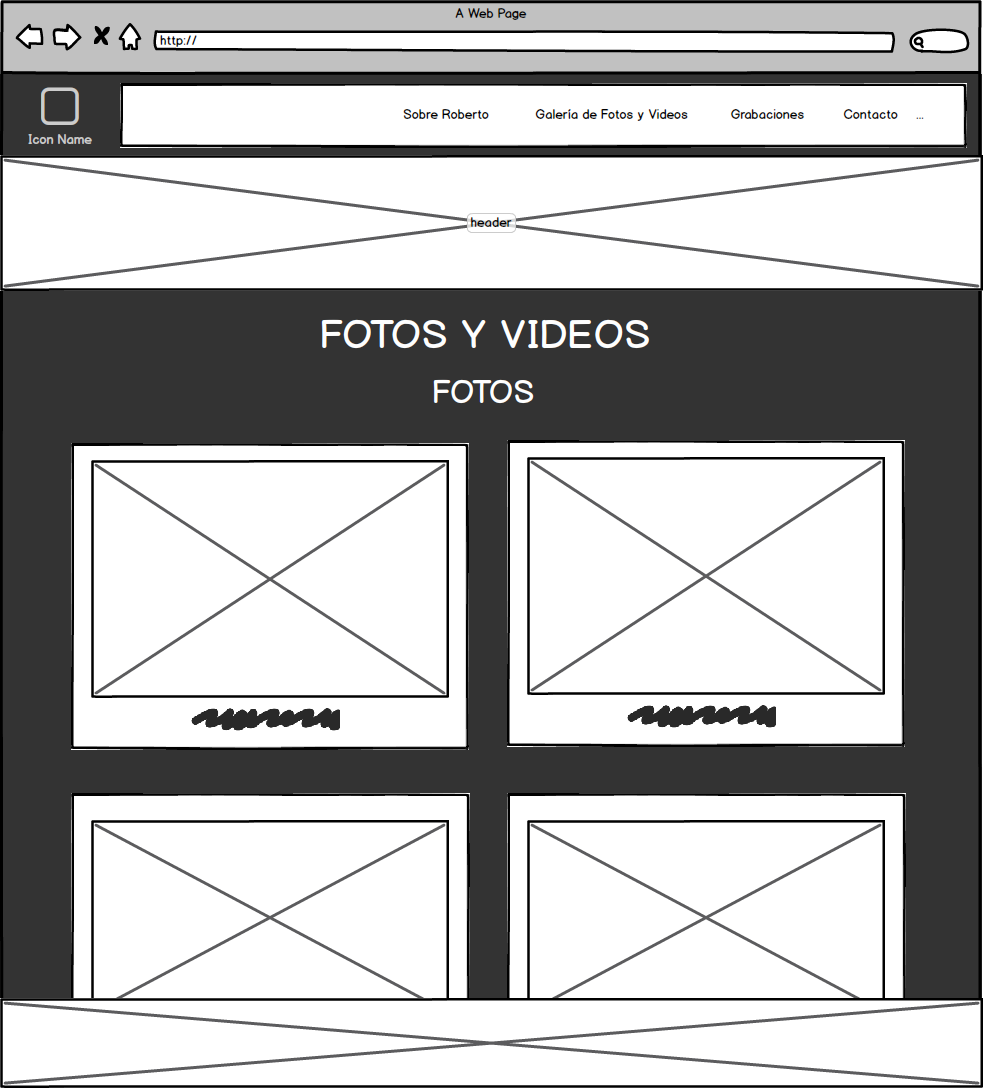 A Web Page
http://
Icon Name
Sobre Roberto Galería de Fotos y Videos Grabaciones Contacto ...
header
FOTOS Y VIDEOS
FOTOS